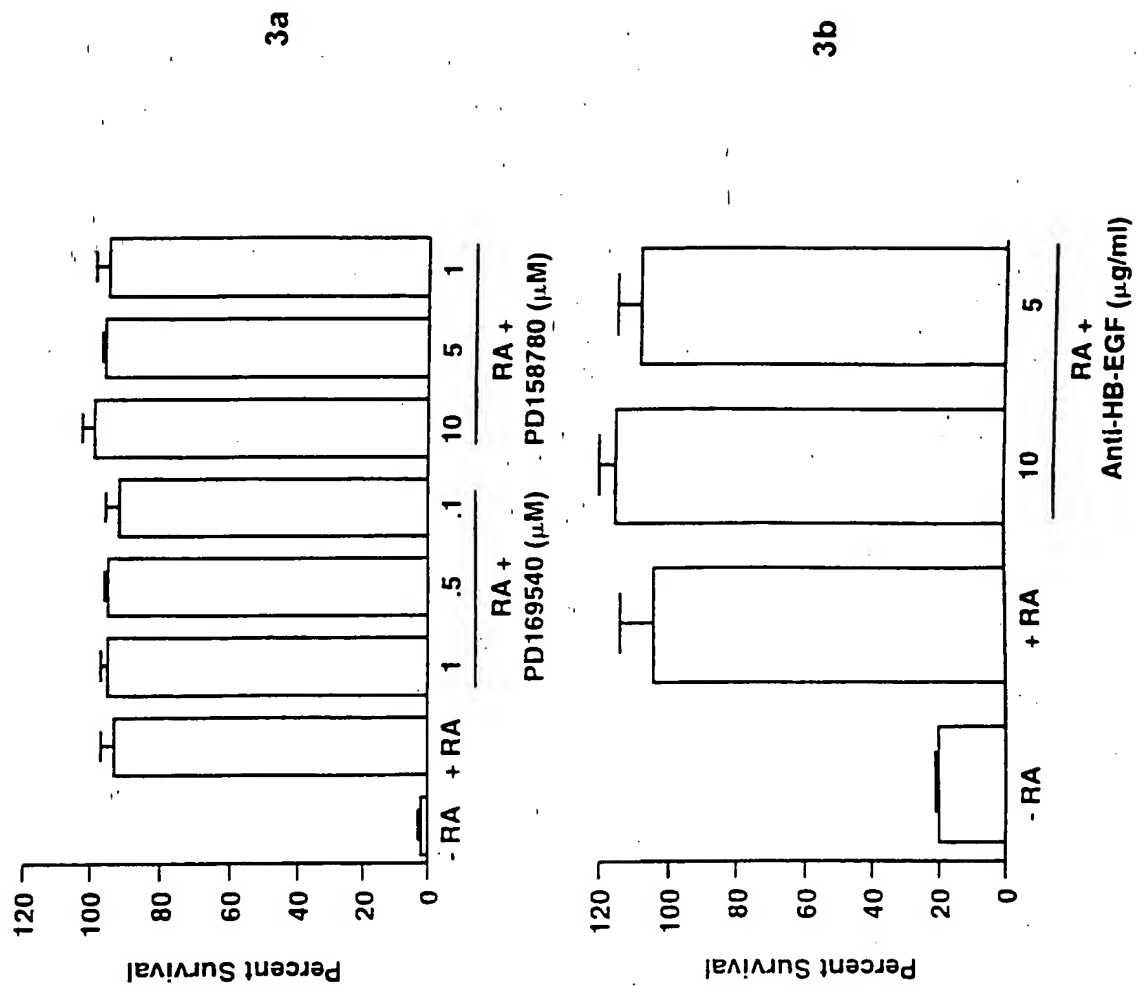 3a
Percent Survival
120
100
80
60
40
20
0
- RA
+ RA
1
.5
.1
10
5
1
RA +
PD169540 (µM)
RA +
PD158780 (µM)
3b
Percent Survival
120
100
80
60
40
20
0
- RA
+ RA
10
5
RA +
Anti-HB-EGF (µg/ml)